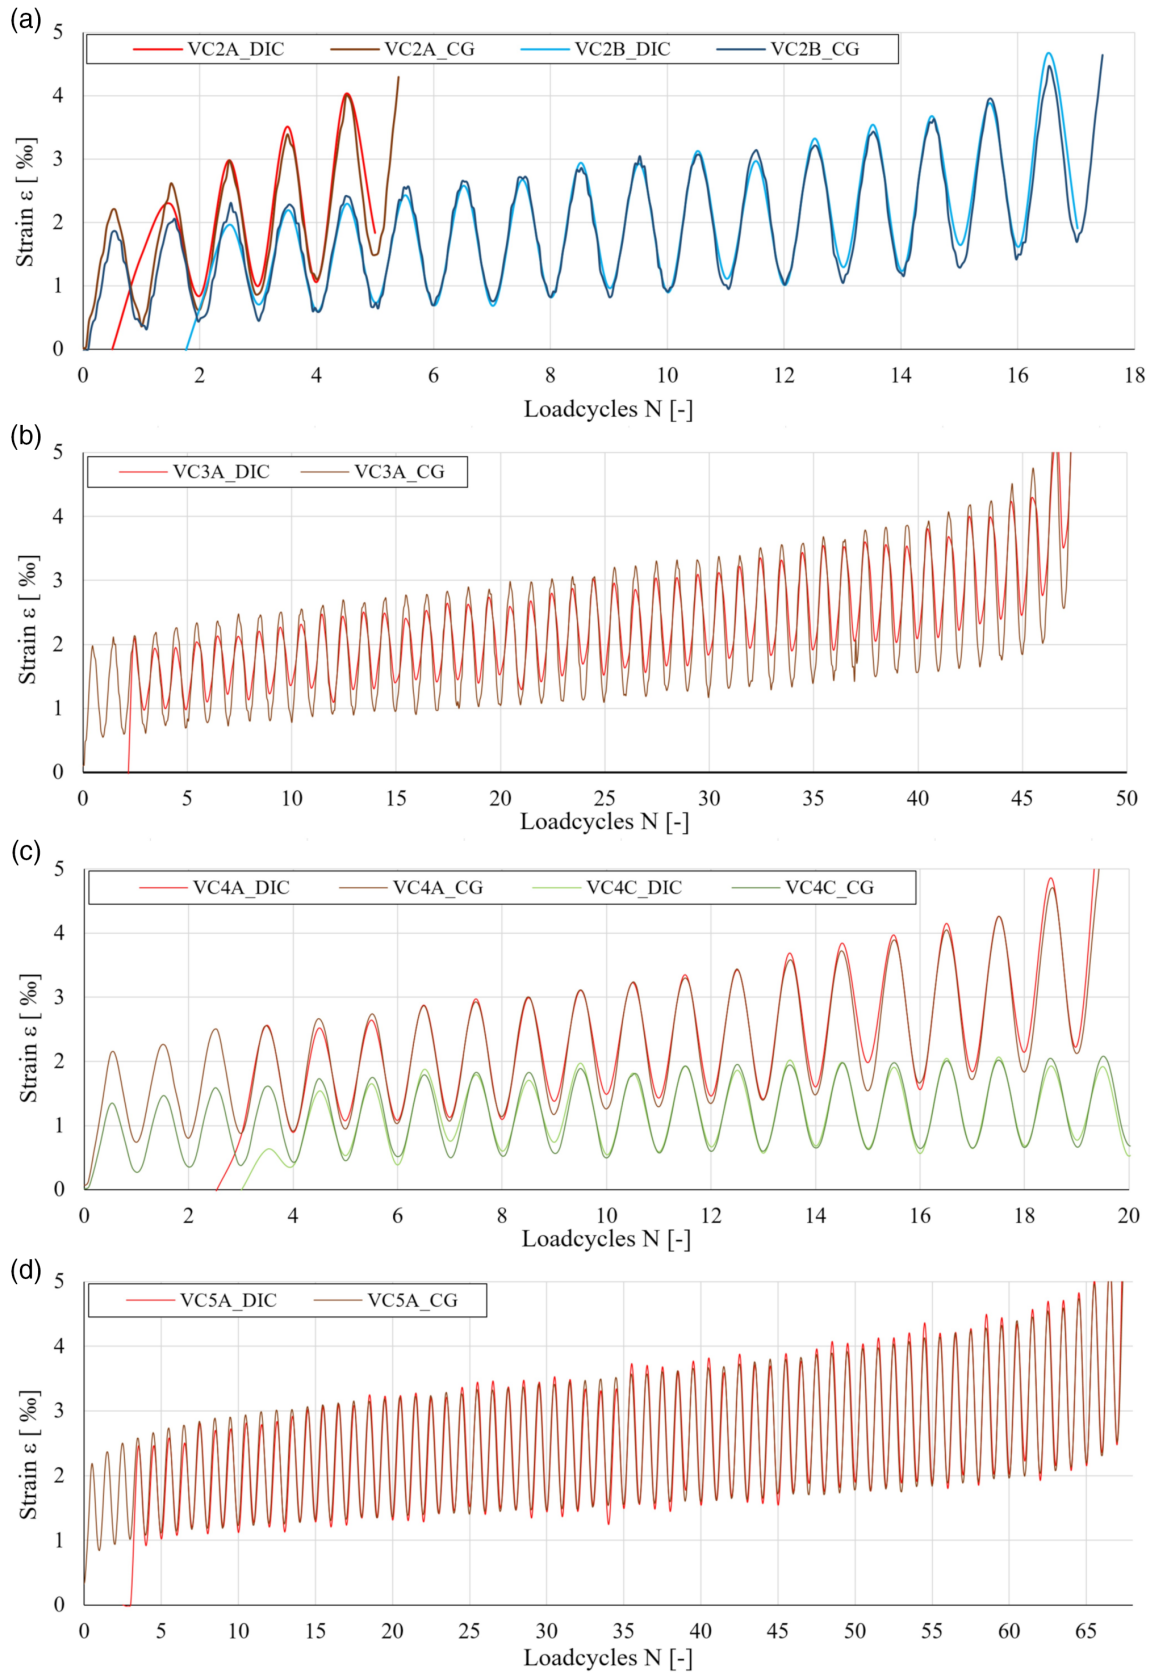 (a)
5
4
3
2
1
0
Strain ε [ ‰]
VC2A_DIC VC2A_CG VC2B_DIC VC2B_CG
0 2 4 6 8 10 12 14 16 18
Loadcycles N [-]
(b)
5
4
3
2
1
0
Strain ε [ ‰]
VC3A_DIC VC3A_CG
0 5 10 15 20 25 30 35 40 45 50
Loadcycles N [-]
(c)
5
4
3
2
1
0
Strain ε [ ‰]
VC4A_DIC VC4A_CG VC4C_DIC VC4C_CG
0 2 4 6 8 10 12 14 16 18 20
Loadcycles N [-]
(d)
5
4
3
2
1
0
Strain ε [ ‰]
VC5A_DIC VC5A_CG
0 5 10 15 20 25 30 35 40 45 50 55 60 65
Loadcycles N [-]